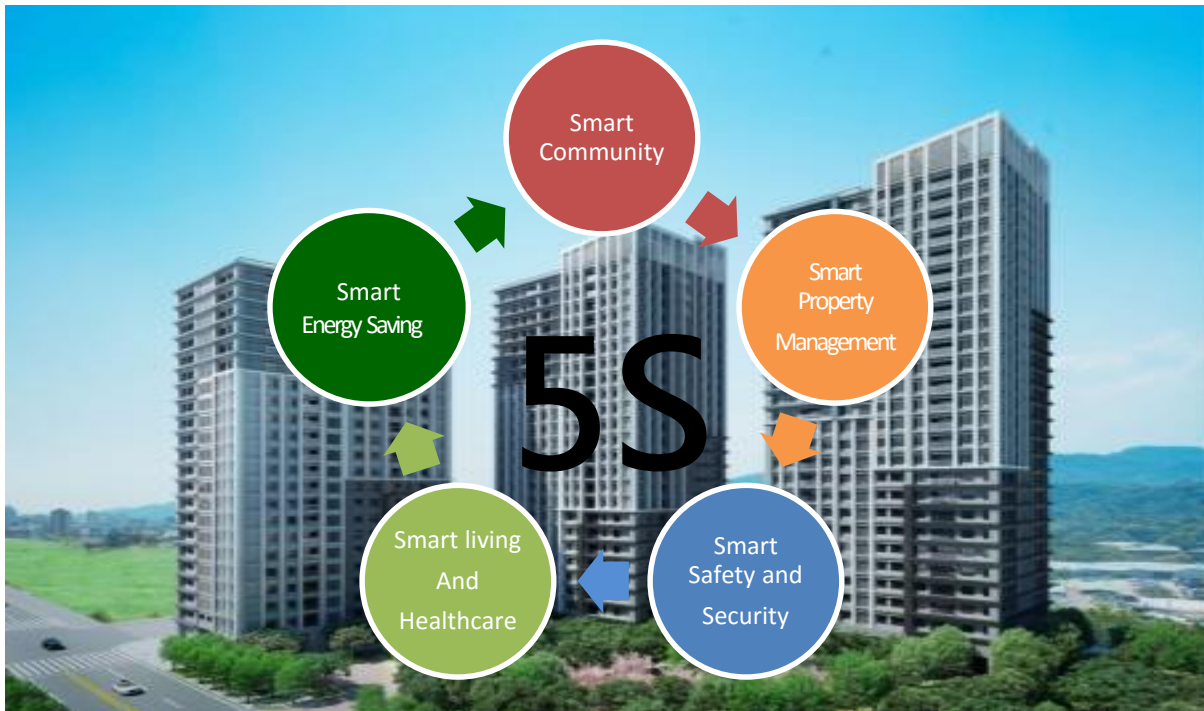 Smart
Community
Smart
Property
Management
Smart
Safety and
Security
Smart living
And
Healthcare
Smart
Energy Saving
5S